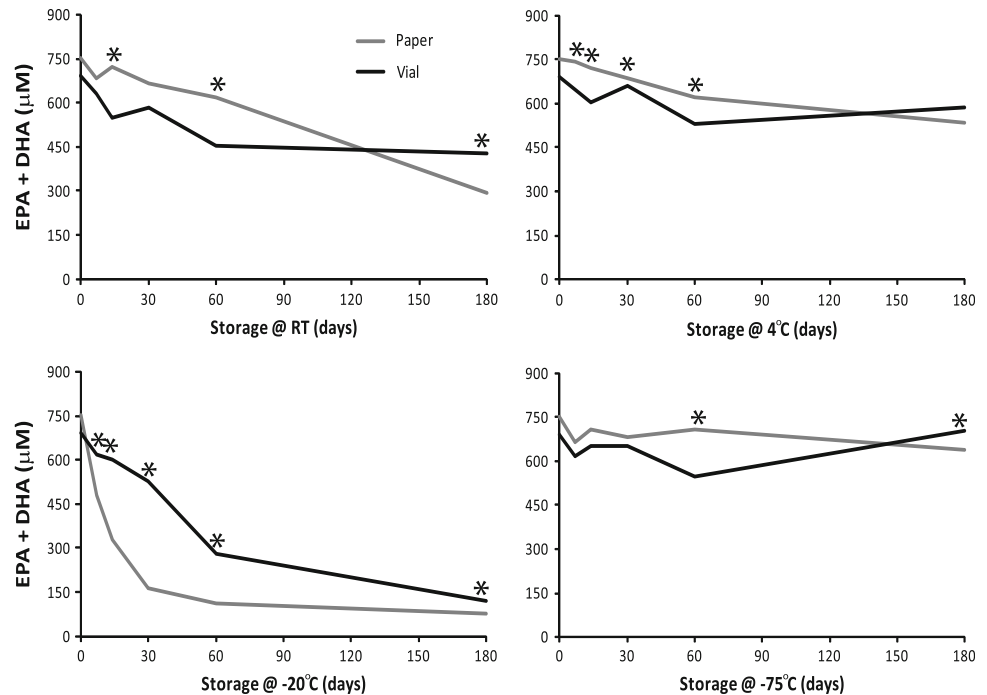 900
750
600
450
300
150
0
EPA + DHA (μM)
* * *
Paper
Vial
0 30 60 90 120 150 180
Storage @ RT (days)
900
750
600
450
300
150
0
* * * *
0 30 60 90 120 150 180
Storage @ 4°C (days)
900
750
600
450
300
150
0
EPA + DHA (μM)
* * * * *
0 30 60 90 120 150 180
Storage @ -20°C (days)
900
750
600
450
300
150
0
* *
0 30 60 90 120 150 180
Storage @ -75°C (days)